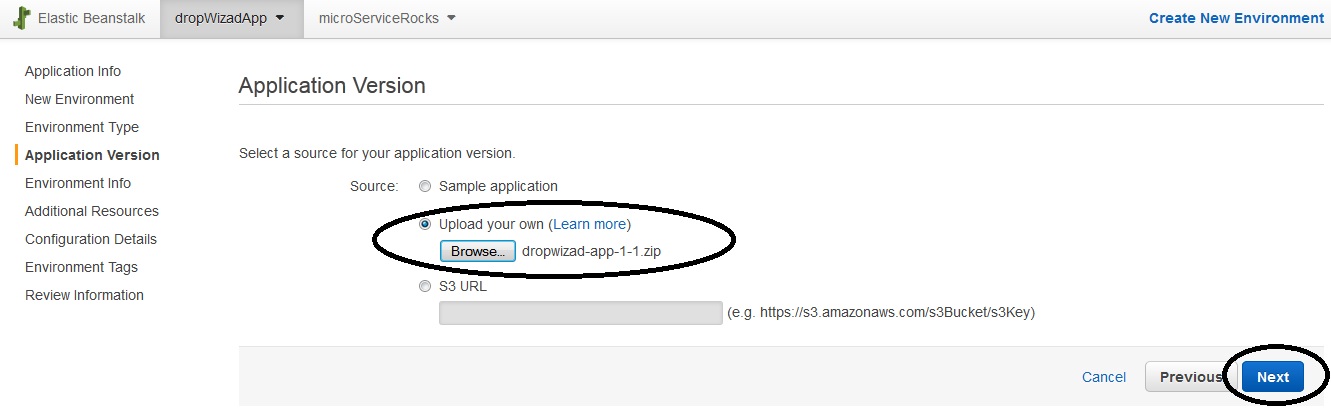 Elastic Beanstalk dropWizadApp microServiceRocks Create New Environment
Application Info
New Environment
Environment Type
Application Version
Environment Info
Additional Resources
Configuration Details
Environment Tags
Review Information
Application Version
Select a source for your application version.
Source: Sample application
Upload your own (Learn more)
Browse... dropwizad-app-1-1.zip
S3 URL
(e.g. https://s3.amazonaws.com/s3Bucket/s3Key)
Cancel Previous Next